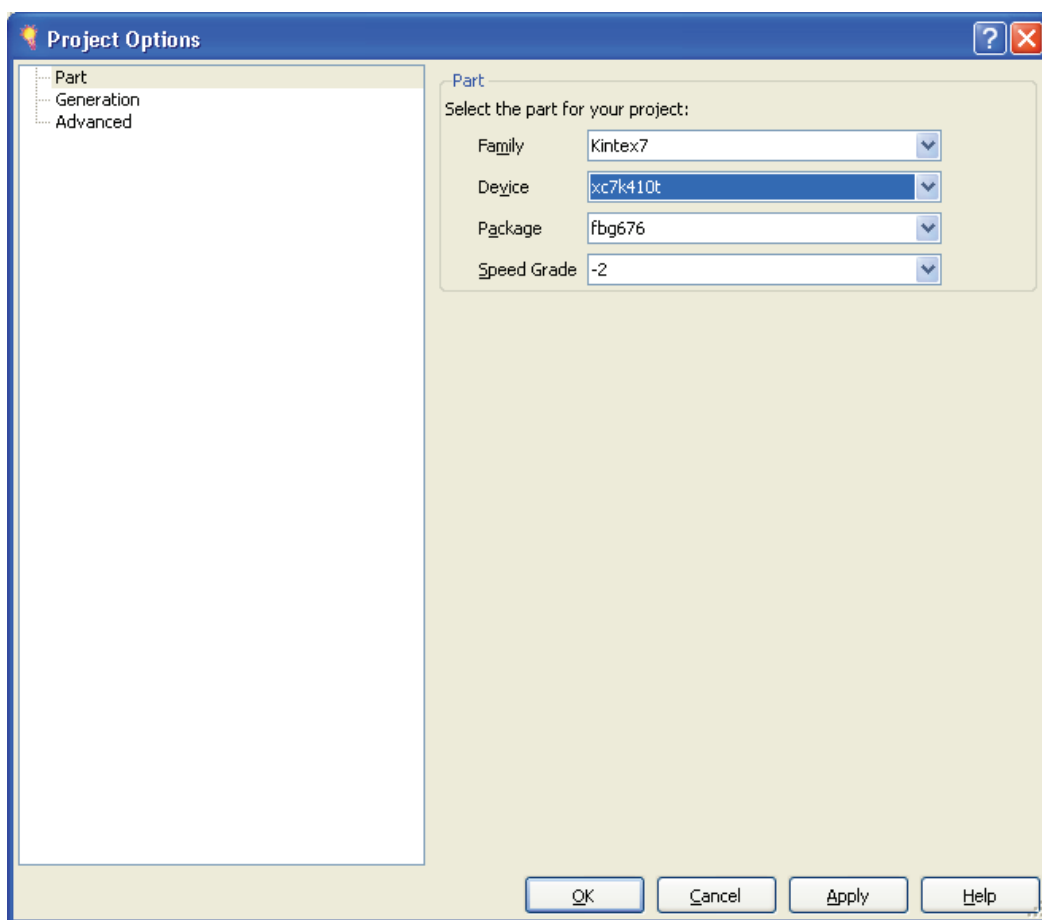 Project Options
Part
Generation
Advanced
Part
Select the part for your project:
Family Kintex7
Device xc7k410t
Package fbg676
Speed Grade -2
OK Cancel Apply Help